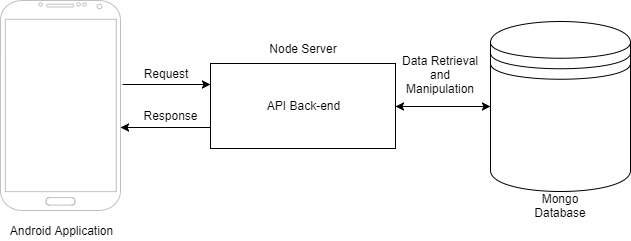 Node Server
Data Retrieval
and
Manipulation
Request
API Back-end
Response
Mongo
Database
Android Application